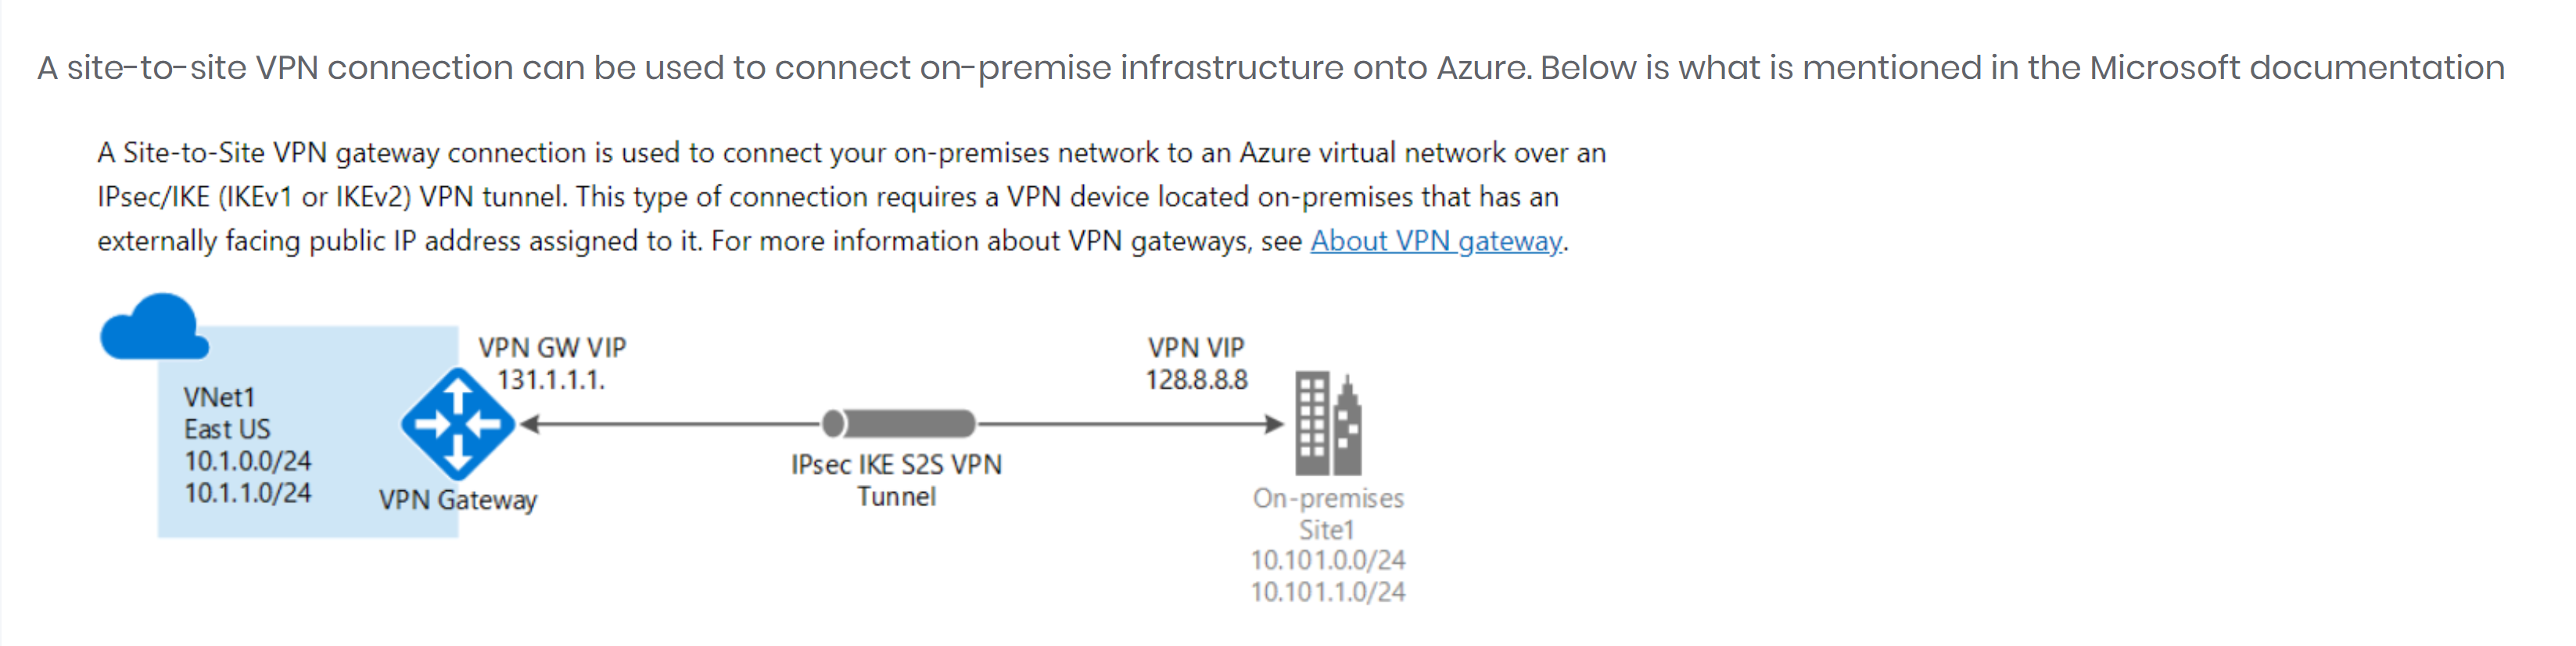 A site-to-site VPN connection can be used to connect on-premise infrastructure onto Azure. Below is what is mentioned in the Microsoft documentation
A Site-to-Site VPN gateway connection is used to connect your on-premises network to an Azure virtual network over an
IPsec/IKE (IKEv1 or IKEv2) VPN tunnel. This type of connection requires a VPN device located on-premises that has an
externally facing public IP address assigned to it. For more information about VPN gateways, see About VPN gateway.
VNet1
East US
10.1.0.0/24
10.1.1.0/24
VPN GW VIP
131.1.1.1.
VPN Gateway
IPsec IKE S2S VPN
Tunnel
VPN VIP
128.8.8.8
On-premises
Site1
10.101.0.0/24
10.101.1.0/24